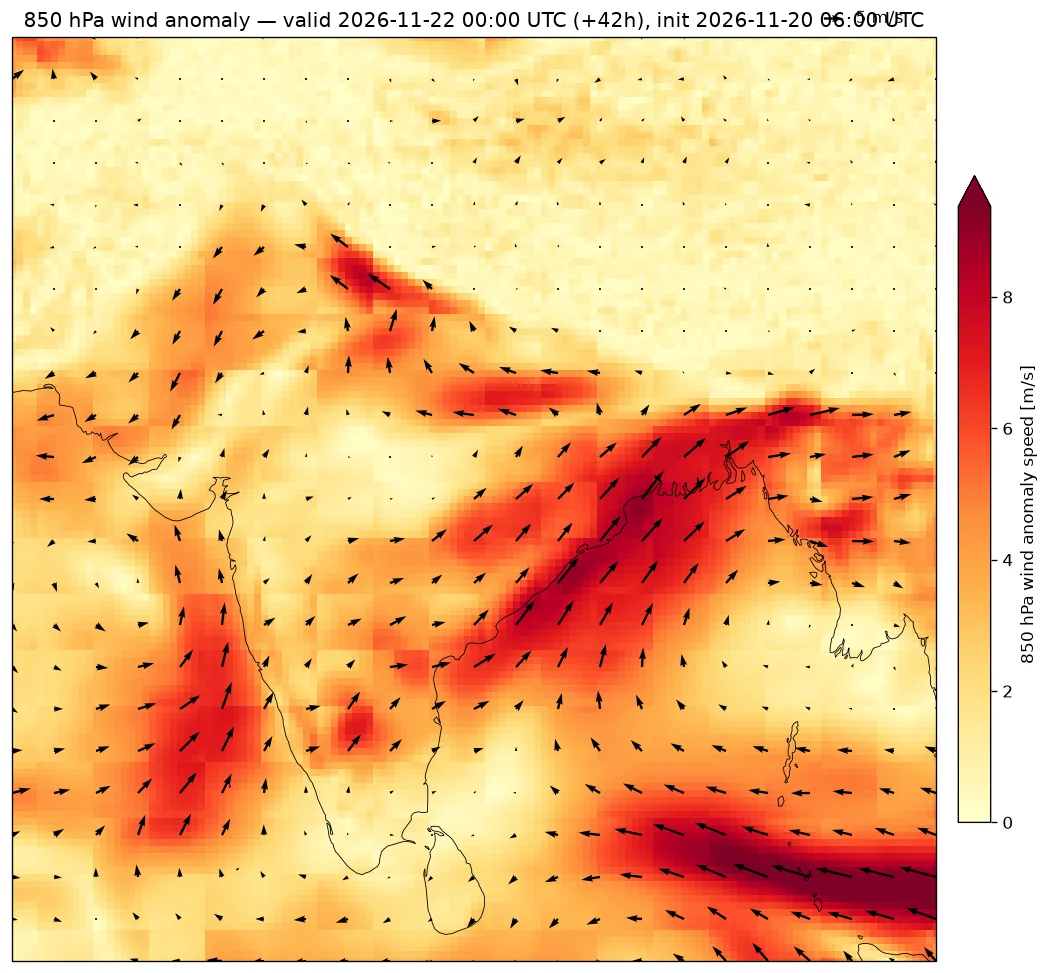 850 hPa wind anomaly — valid 2026-11-22 00:00 UTC (+42h), init 2026-11-20 06:00 UTC
5 m/s
8
6
4
2
0
850 hPa wind anomaly speed [m/s]